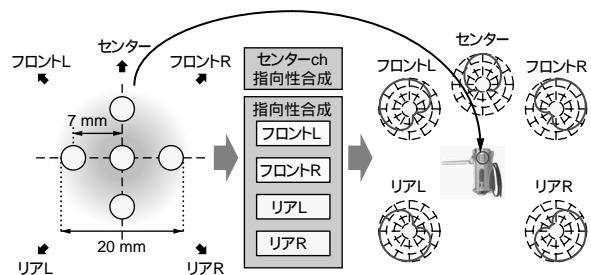 センター
フロントL
フロントR
7 mm
20 mm
リアL
リアR
センターch
指向性合成
指向性合成
フロントL
フロントR
リアL
リアR
センター
フロントL
フロントR
リアL
リアR